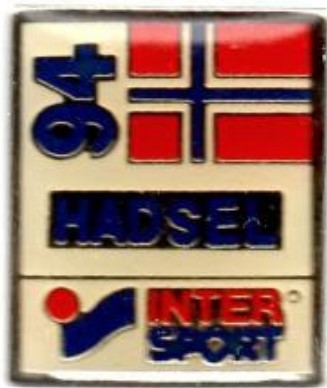 94
HADSEL
INTER
SPORT